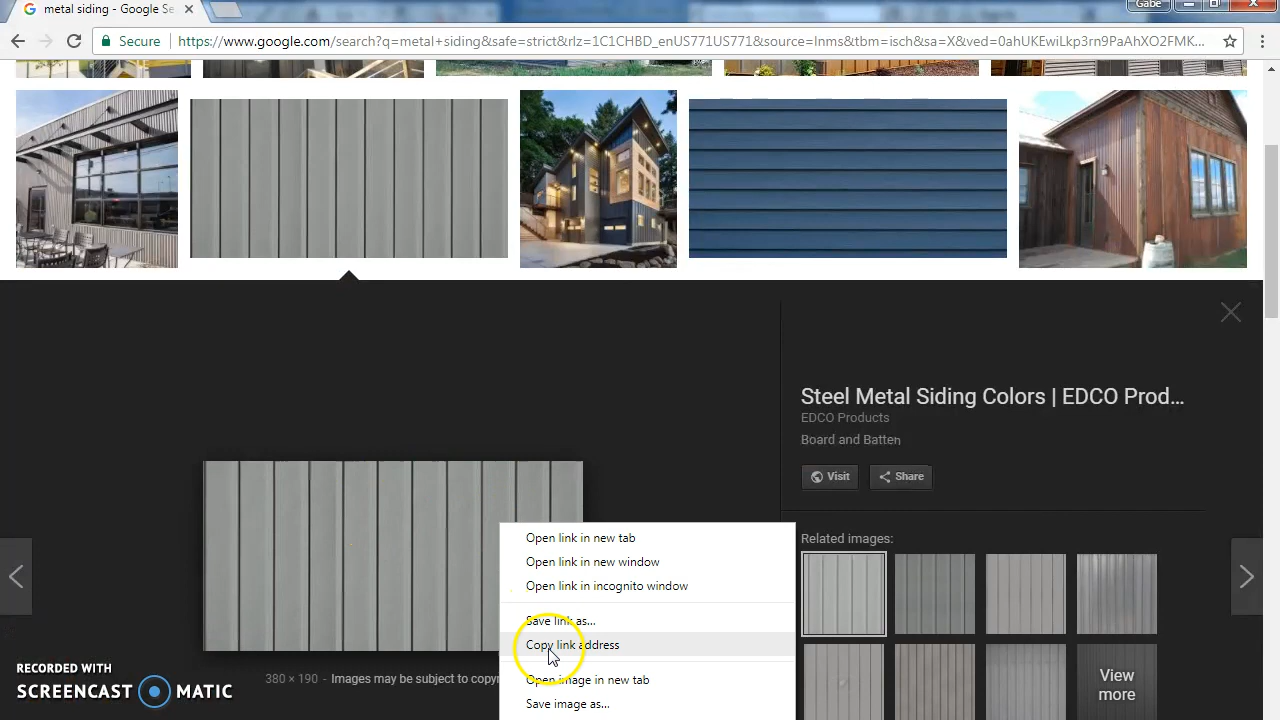 metal siding - Google Se
Gabe
Secure
https://www.google.com/search?q=metal+siding&safe=strict&rlz=1C1CHBD_enUS771US771&source=lnms&tbm=isch&sa=X&ved=0ahUKEwiLkp3rn9PaAhXO2FMK...
Steel Metal Siding Colors | EDCO Prod...
EDCO Products
Board and Batten
Visit
Share
Open link in new tab
Open link in new window
Open link in incognito window
Save link as...
Copy link address
Open image in new tab
Save image as...
Related images:
View
more
380 × 190 - Images may be subject to copyr
RECORDED WITH
SCREENCAST MATIC